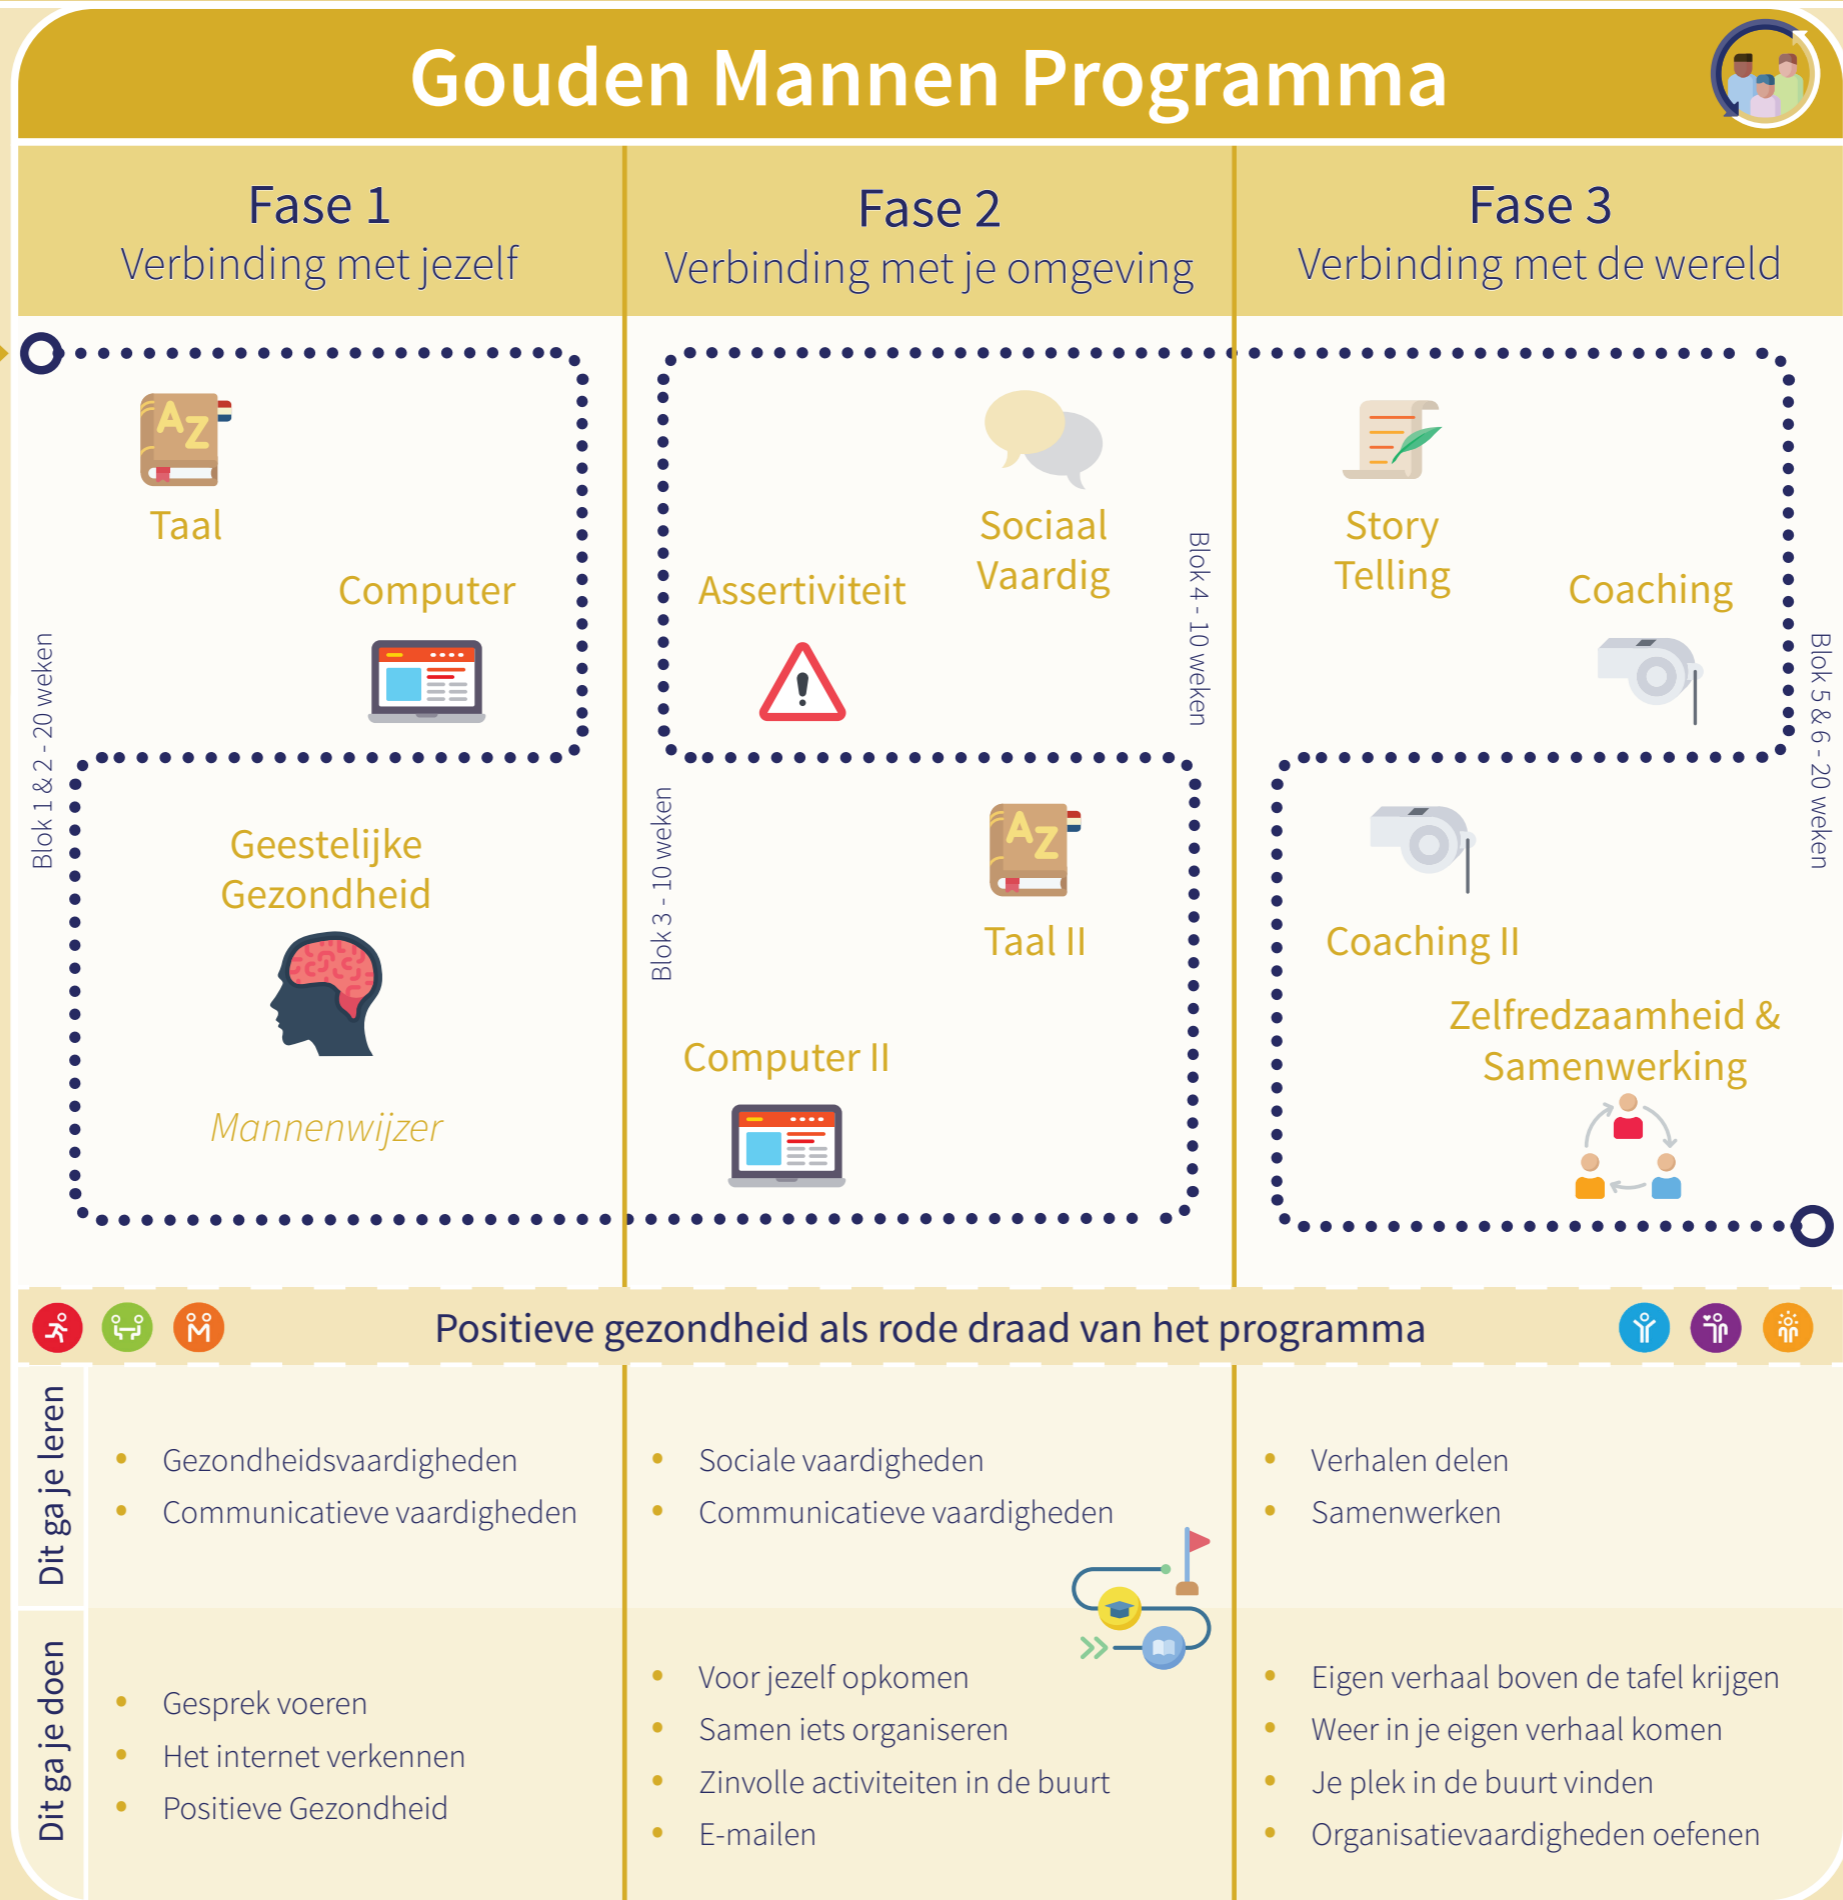 Gouden Mannen Programma
Fase 1
Verbinding met jezelf
Fase 2
Verbinding met je omgeving
Fase 3
Verbinding met de wereld
AZ
Taal
Computer
Blok 1 & 2 - 20 weken
Geestelijke
Gezondheid
Mannenwijzer
Sociaal
Vaardig
Assertiviteit
Blok 4 - 10 weken
Blok 3 - 10 weken
AZ
Taal II
Computer II
Story
Telling
Coaching
Blok 5 & 6 - 20 weken
Coaching II
Zelfredzaamheid &
Samenwerking
Positieve gezondheid als rode draad van het programma
Dit ga je leren
• Gezondheidsvaardigheden
• Communicatieve vaardigheden
• Sociale vaardigheden
• Communicatieve vaardigheden
• Verhalen delen
• Samenwerken
Dit ga je doen
• Gesprek voeren
• Het internet verkennen
• Positieve Gezondheid
• Voor jezelf opkomen
• Samen iets organiseren
• Zinvolle activiteiten in de buurt
• E-mailen
• Eigen verhaal boven de tafel krijgen
• Weer in je eigen verhaal komen
• Je plek in de buurt vinden
• Organisatievaardigheden oefenen